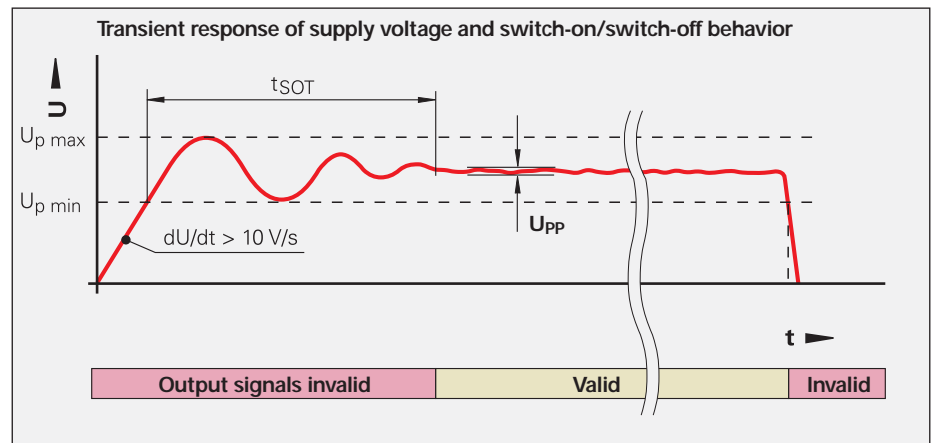 Transient response of supply voltage and switch-on/switch-off behavior
U
tSOT
Up max
Up min
dU/dt > 10 V/s
UPP
t
Output signals invalid
Valid
Invalid